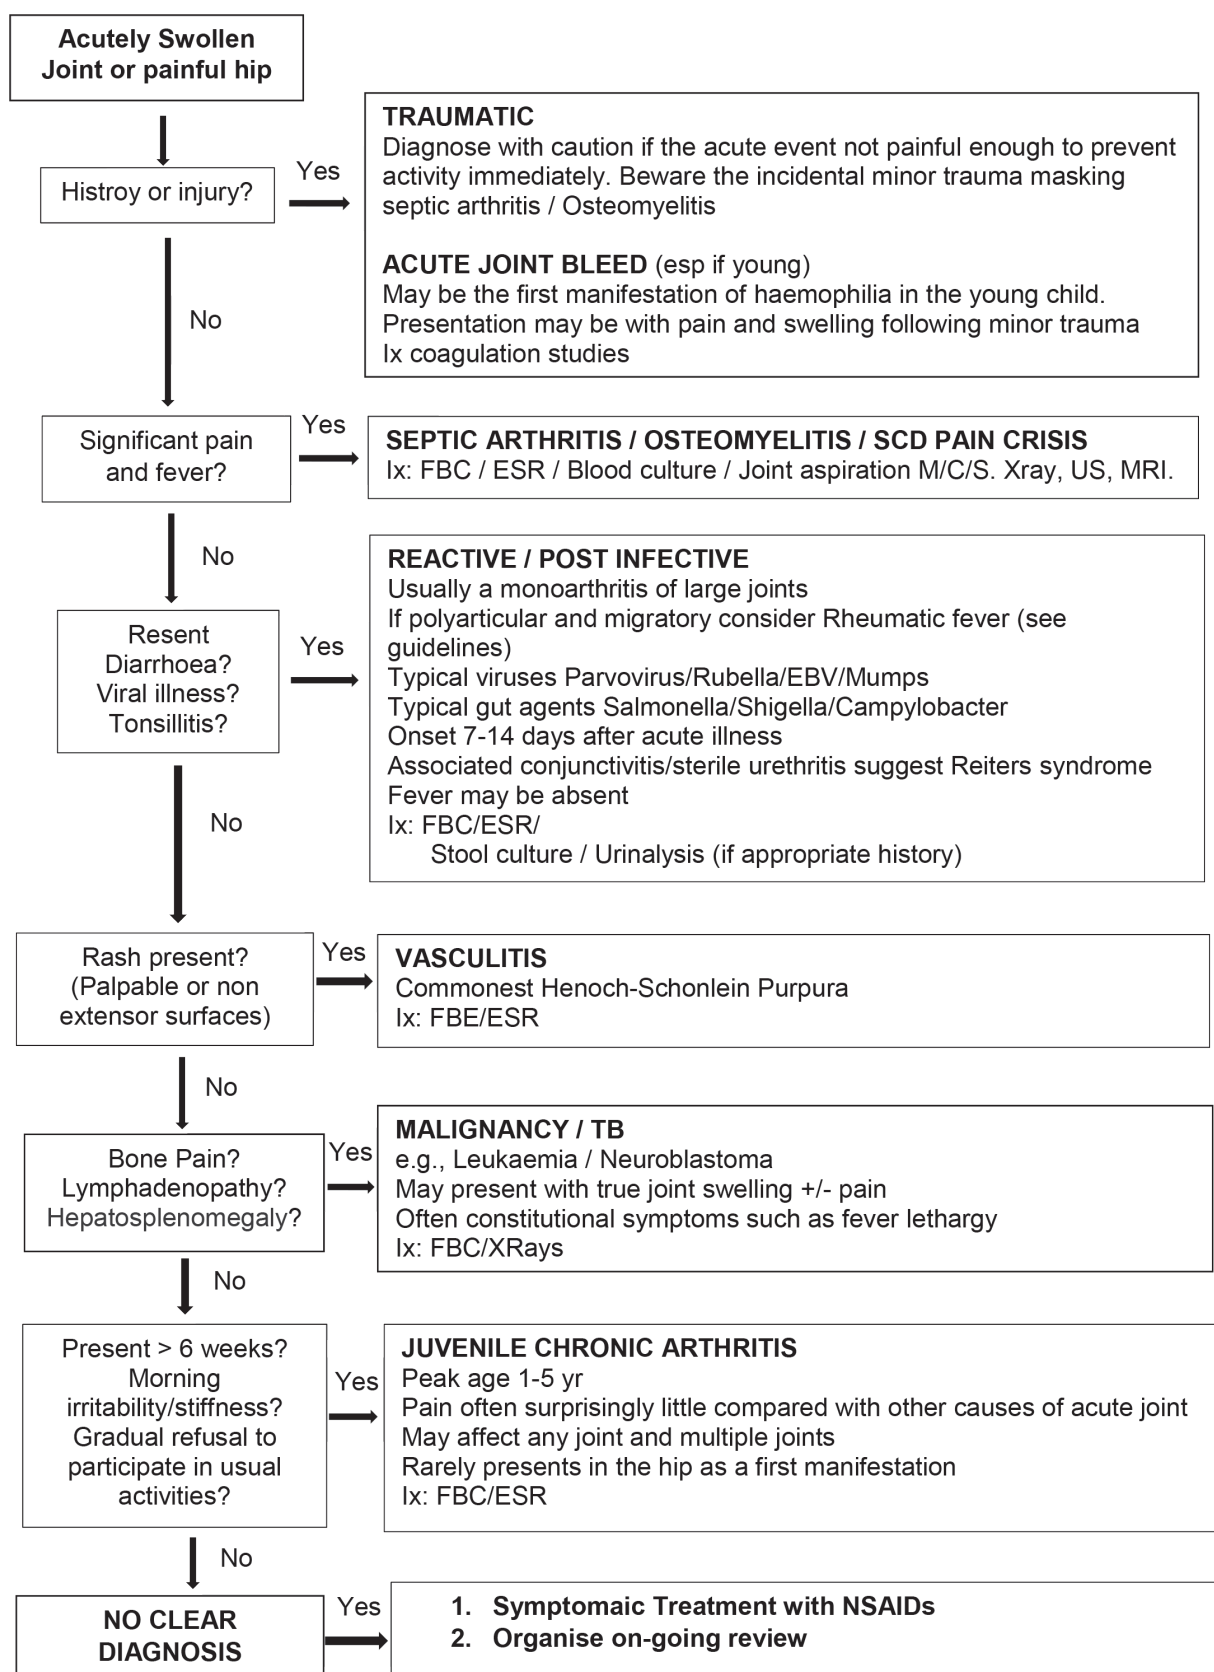 Acutely Swollen
Joint or painful hip
Histroy or injury?
Yes
TRAUMATIC
Diagnose with caution if the acute event not painful enough to prevent
activity immediately. Beware the incidental minor trauma masking
septic arthritis / Osteomyelitis
ACUTE JOINT BLEED (esp if young)
May be the first manifestation of haemophilia in the young child.
Presentation may be with pain and swelling following minor trauma
Ix coagulation studies
No
Significant pain
and fever?
Yes
SEPTIC ARTHRITIS / OSTEOMYELITIS / SCD PAIN CRISIS
Ix: FBC / ESR / Blood culture / Joint aspiration M/C/S. Xray, US, MRI.
No
Resent
Diarrhoea?
Viral illness?
Tonsillitis?
Yes
REACTIVE / POST INFECTIVE
Usually a monoarthritis of large joints
If polyarticular and migratory consider Rheumatic fever (see
guidelines)
Typical viruses Parvovirus/Rubella/EBV/Mumps
Typical gut agents Salmonella/Shigella/Campylobacter
Onset 7-14 days after acute illness
Associated conjunctivitis/sterile urethritis suggest Reiters syndrome
Fever may be absent
Ix: FBC/ESR/
Stool culture / Urinalysis (if appropriate history)
No
Rash present?
(Palpable or non
extensor surfaces)
Yes
VASCULITIS
Commonest Henoch-Schonlein Purpura
Ix: FBE/ESR
No
Bone Pain?
Lymphadenopathy?
Hepatosplenomegaly?
Yes
MALIGNANCY / TB
e.g., Leukaemia / Neuroblastoma
May present with true joint swelling +/- pain
Often constitutional symptoms such as fever lethargy
Ix: FBC/XRays
No
Present > 6 weeks?
Morning
irritability/stiffness?
Gradual refusal to
participate in usual
activities?
Yes
JUVENILE CHRONIC ARTHRITIS
Peak age 1-5 yr
Pain often surprisingly little compared with other causes of acute joint
May affect any joint and multiple joints
Rarely presents in the hip as a first manifestation
Ix: FBC/ESR
No
NO CLEAR
DIAGNOSIS
Yes
1. Symptomaic Treatment with NSAIDs
2. Organise on-going review